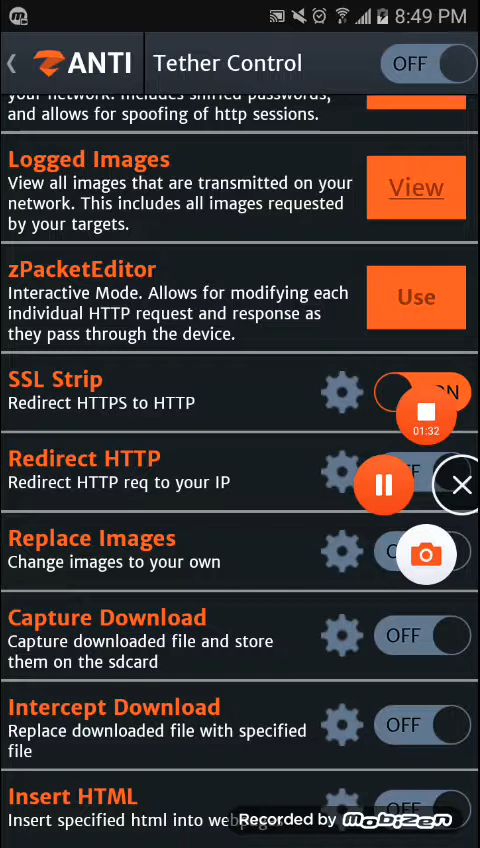 8:49 PM
ANTI
Tether Control
OFF
your network. Includes sniffed passwords,
and allows for spoofing of http sessions.
Logged Images
View all images that are transmitted on your
network. This includes all images requested
by your targets.
View
zPacketEditor
Interactive Mode. Allows for modifying each
individual HTTP request and response as
they pass through the device.
Use
SSL Strip
Redirect HTTPS to HTTP
ON
01:32
Redirect HTTP
Redirect HTTP req to your IP
Replace Images
Change images to your own
Capture Download
Capture downloaded file and store
them on the sdcard
OFF
Intercept Download
Replace downloaded file with specified
file
OFF
Insert HTML
Insert specified html into
OFF
Recorded by Mobizen